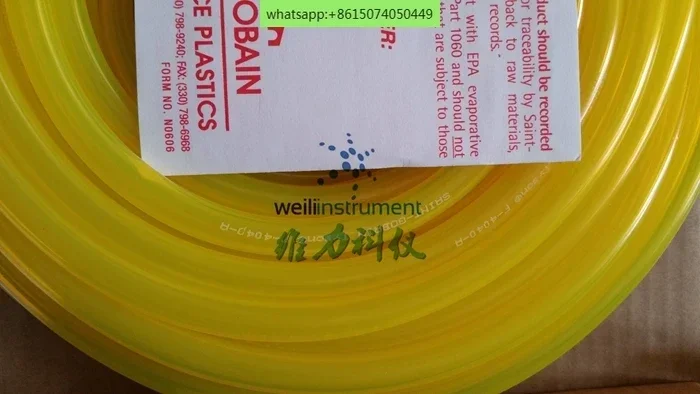 whatsapp:+8615074050449
OBAIN
CE PLASTICS
0) 798-9240; FAX: (330) 798-6968
FORM NO. N0606
ER:
duct should be recorded
or traceability by Saint-
back to raw materials,
records.
t with EPA evaporative
Part 1060 and should not
that are subject to those
weiliinstrument
维力科仪
F-4040-A